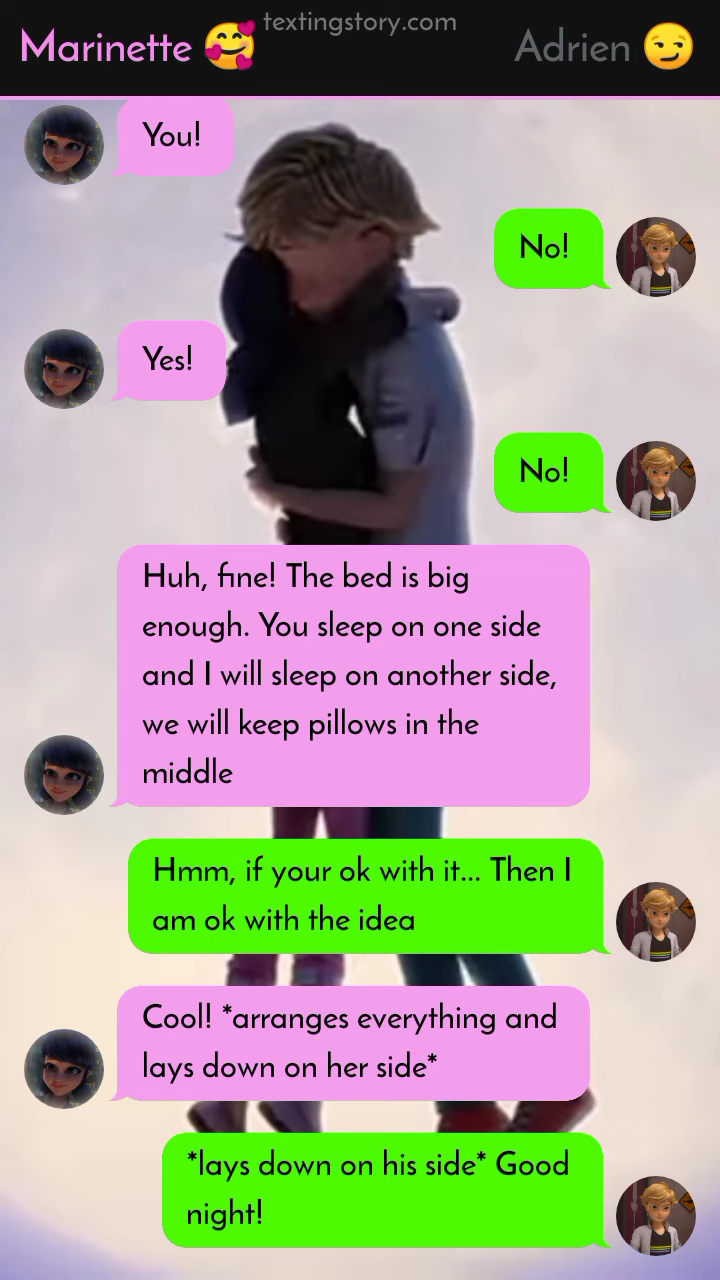 textingstory.com
Marinette 🥰
Adrien 😏
You!
No!
Yes!
No!
Huh, fine! The bed is big
enough. You sleep on one side
and I will sleep on another side,
we will keep pillows in the
middle
Hmm, if your ok with it... Then I
am ok with the idea
Cool! *arranges everything and
lays down on her side*
*lays down on his side* Good
night!